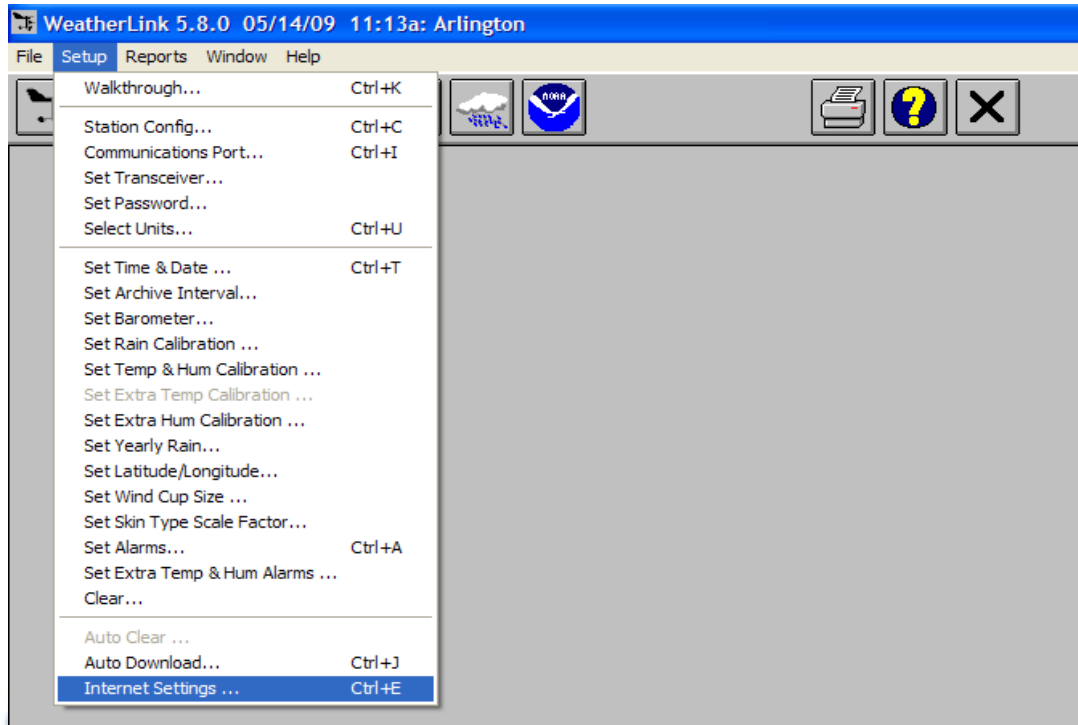 WeatherLink 5.8.0 05/14/09 11:13a: Arlington
File Setup Reports Window Help
NOAA
Walkthrough... Ctrl+K
Station Config... Ctrl+C
Communications Port... Ctrl+I
Set Transceiver...
Set Password...
Select Units... Ctrl+U
Set Time & Date ... Ctrl+T
Set Archive Interval...
Set Barometer...
Set Rain Calibration ...
Set Temp & Hum Calibration ...
Set Extra Temp Calibration ...
Set Extra Hum Calibration ...
Set Yearly Rain...
Set Latitude/Longitude...
Set Wind Cup Size ...
Set Skin Type Scale Factor...
Set Alarms... Ctrl+A
Set Extra Temp & Hum Alarms ...
Clear...
Auto Clear ...
Auto Download... Ctrl+J
Internet Settings ... Ctrl+E